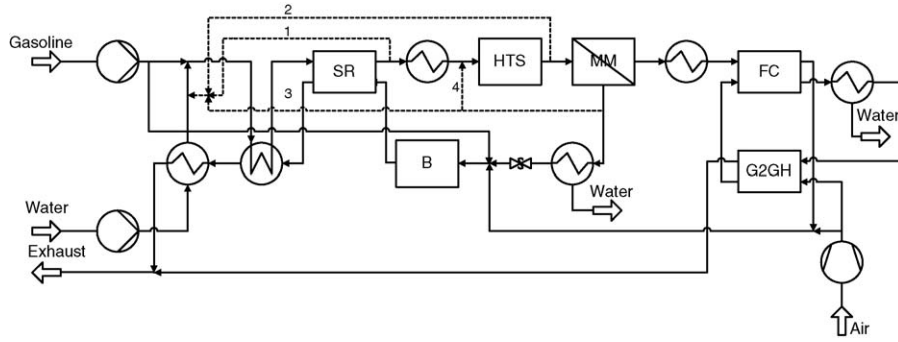 2
Gasoline
1
SR
HTS
MM
FC
4
3
Water
B
G2GH
Water
Water
Exhaust
Air